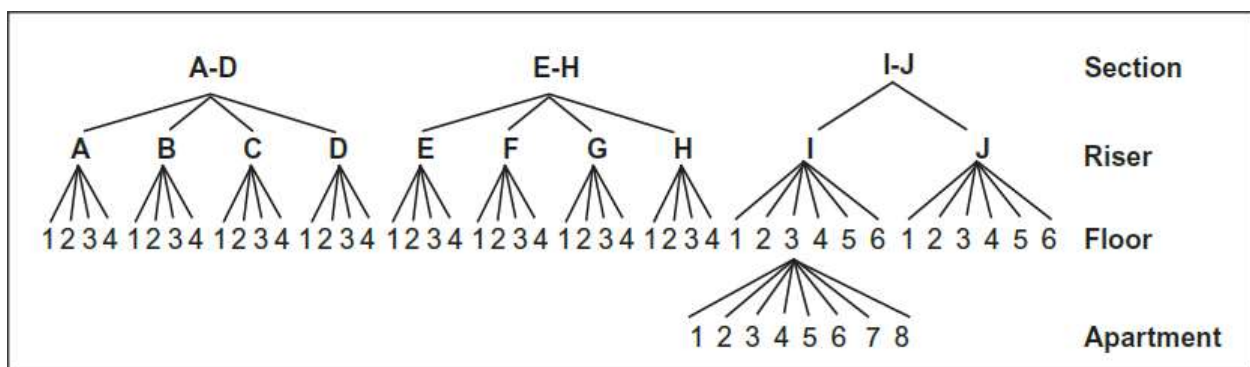 A-D E-H I-J Section
A B C D E F G H I J Riser
1 2 3 4 1 2 3 4 1 2 3 4 1 2 3 4 1 2 3 4 1 2 3 4 1 2 3 4 1 2 3 4 1 2 3 4 5 6 1 2 3 4 5 6 Floor
1 2 3 4 5 6 7 8 Apartment